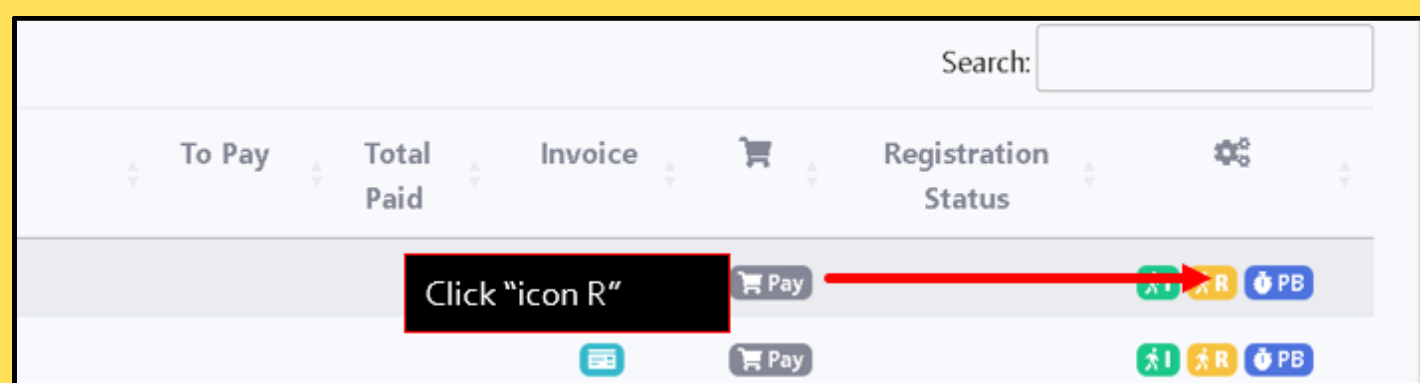 Search:
To Pay Total Paid Invoice Registration Status
Click “icon R” Pay I R PB
Pay I R PB